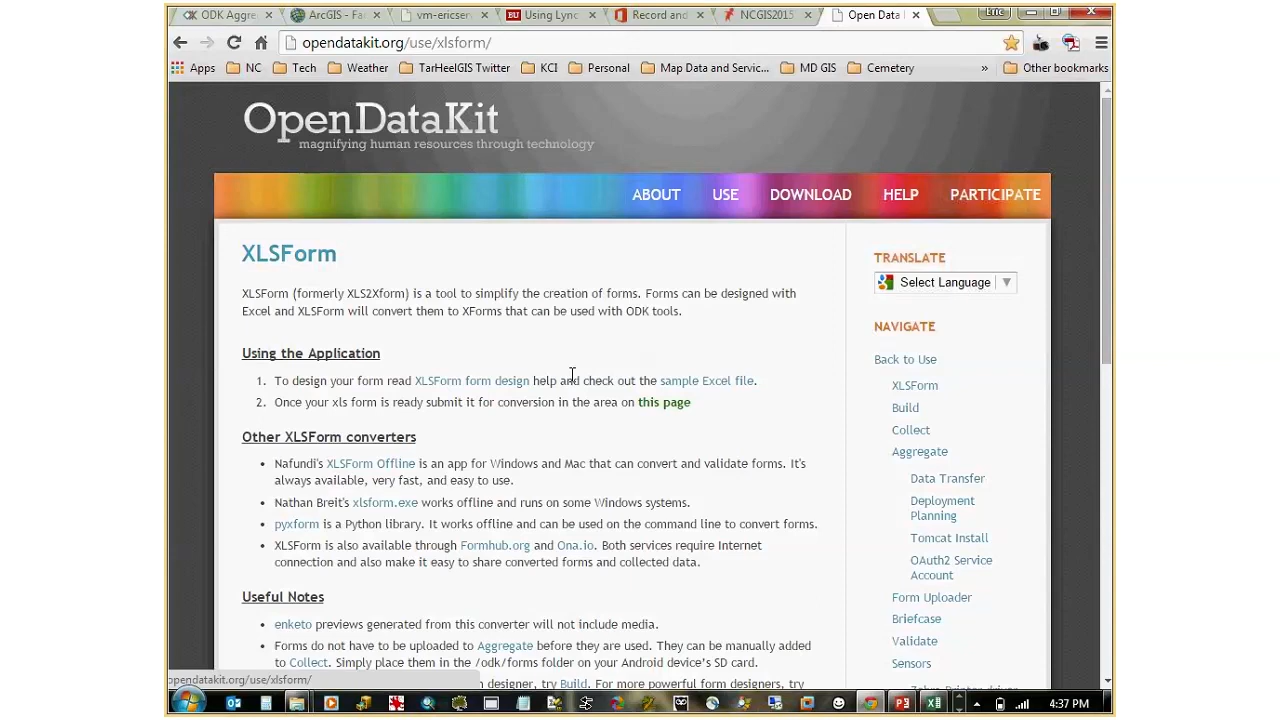 ODK Aggre
ArcGIS - Fa
vm-ericser
BU Using Lync
Record and
NCGIS2015
Open Data
Eric
opendatakit.org/use/xlsform/
Apps NC Tech Weather TarHeelGIS Twitter KCI Personal Map Data and Servic... MD GIS Cemetery » Other bookmarks
OpenDataKit
magnifying human resources through technology
ABOUT USE DOWNLOAD HELP PARTICIPATE
XLSForm
XLSForm (formerly XLS2Xform) is a tool to simplify the creation of forms. Forms can be designed with
Excel and XLSForm will convert them to XForms that can be used with ODK tools.
Using the Application
1. To design your form read XLSForm form design help and check out the sample Excel file.
2. Once your xls form is ready submit it for conversion in the area on this page
Other XLSForm converters
• Nafundi's XLSForm Offline is an app for Windows and Mac that can convert and validate forms. It's
always available, very fast, and easy to use.
• Nathan Breit's xlsform.exe works offline and runs on some Windows systems.
• pyxform is a Python library. It works offline and can be used on the command line to convert forms.
• XLSForm is also available through Formhub.org and Ona.io. Both services require Internet
connection and also make it easy to share converted forms and collected data.
Useful Notes
• enketo previews generated from this converter will not include media.
• Forms do not have to be uploaded to Aggregate before they are used. They can be manually added
to Collect. Simply place them in the /odk/forms folder on your Android device's SD card.
designer, try Build. For more powerful form designers, try
TRANSLATE
Select Language ▼
NAVIGATE
Back to Use
XLSForm
Build
Collect
Aggregate
Data Transfer
Deployment
Planning
Tomcat Install
OAuth2 Service
Account
Form Uploader
Briefcase
Validate
Sensors
Zebra Printer driver
opendatakit.org/use/xlsform/
4:37 PM